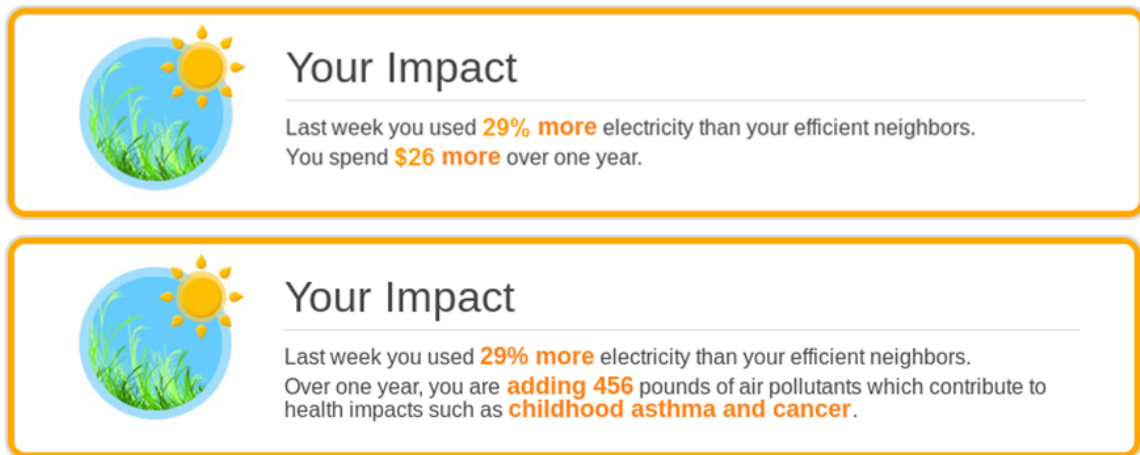 Your Impact
Last week you used 29% more electricity than your efficient neighbors.
You spend $26 more over one year.
Your Impact
Last week you used 29% more electricity than your efficient neighbors.
Over one year, you are adding 456 pounds of air pollutants which contribute to
health impacts such as childhood asthma and cancer.